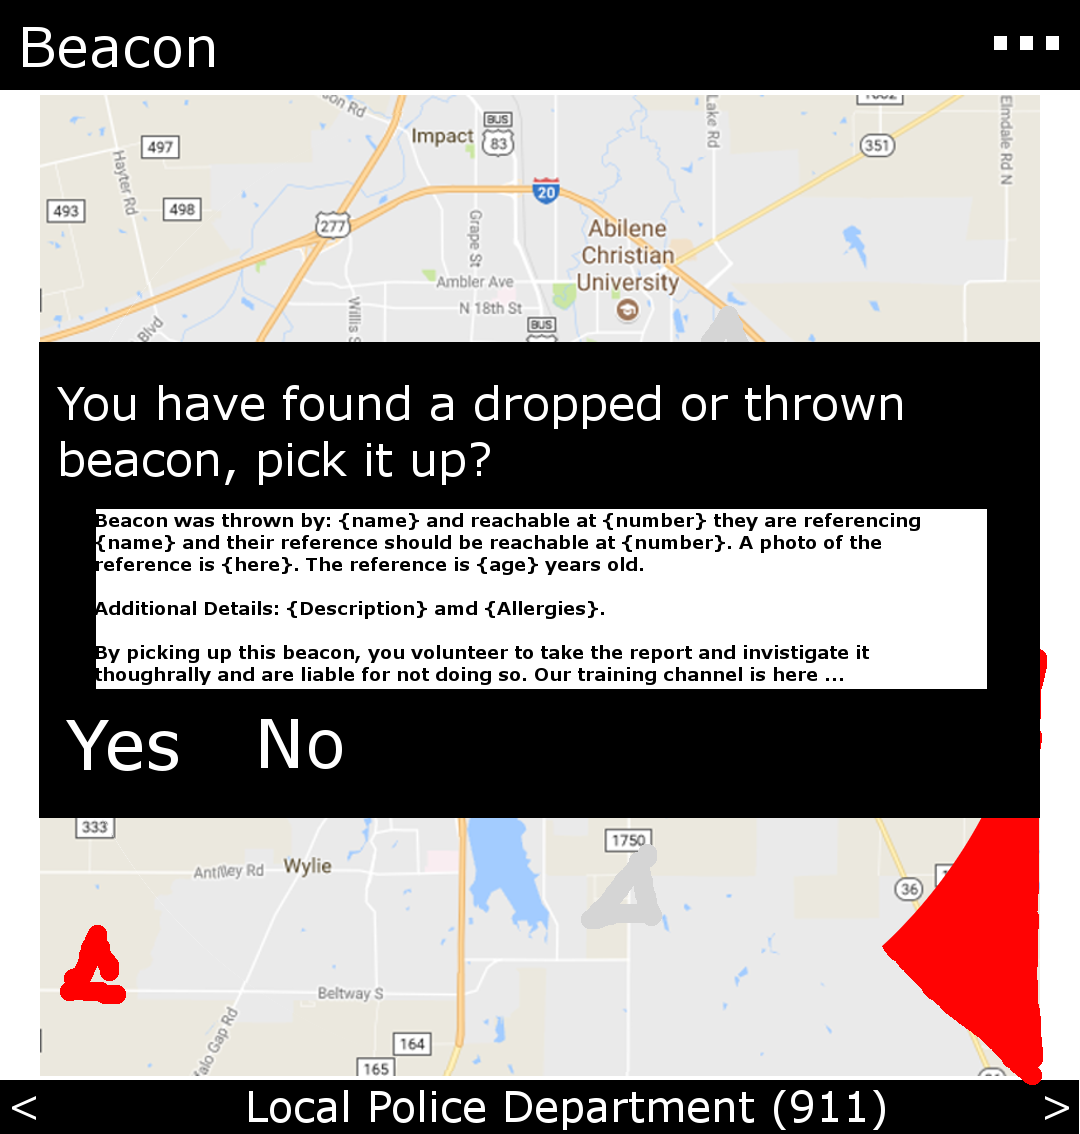 Beacon
on Rd
Impact
BUS
83
Lake Rd
351
Elmdale Rd N
497
Hayter Rd
493
498
277
20
Grape St
Abilene
Christian
University
Ambler Ave
N 18th St
Willis S
Blvd
BUS
You have found a dropped or thrown
beacon, pick it up?
Beacon was thrown by: {name} and reachable at {number} they are referencing
{name} and their reference should be reachable at {number}. A photo of the
reference is {here}. The reference is {age} years old.
Additional Details: {Description} amd {Allergies}.
By picking up this beacon, you volunteer to take the report and invistigate it
thoughrally and are liable for not doing so. Our training channel is here ...
Yes No
333
1750
Wylie
36
Beltway S
alo Gap Rd
164
165
< Local Police Department (911) >